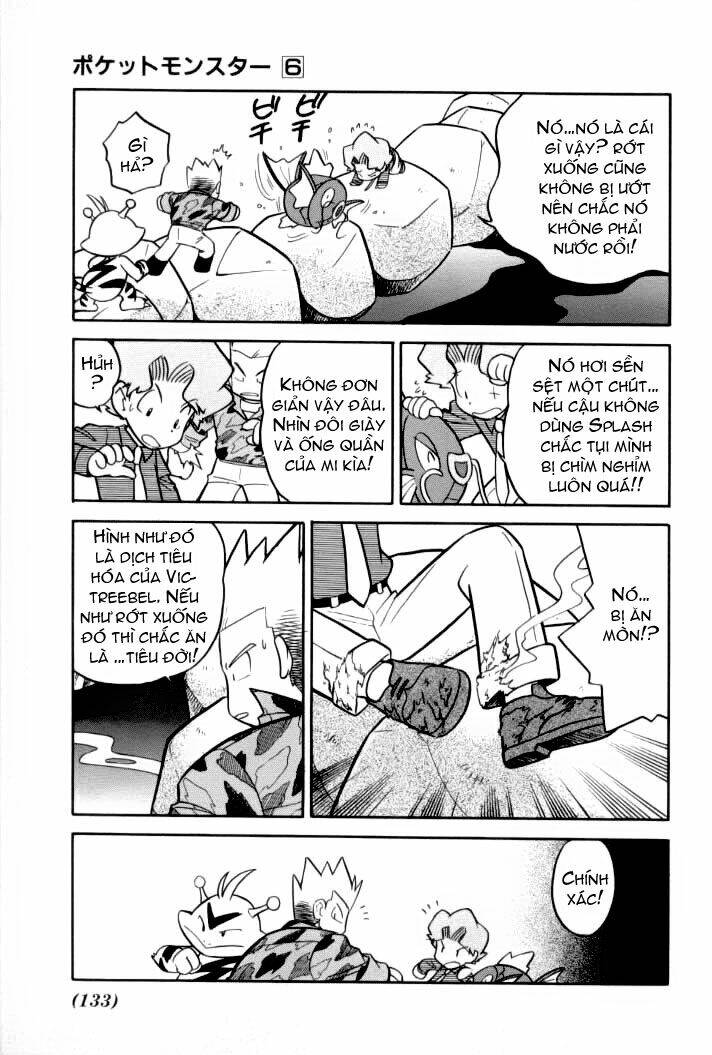 ポケットモンスター 6
NÓ...NÓ LÀ CÁI
GÌ VẬY? RỚT
XUỐNG CŨNG
KHÔNG BỊ ƯỚT
NÊN CHẮC NÓ
KHÔNG PHẢI
NƯỚC RỒI!
ビチ
ビチ
GÌ
HẢ?
NÓ HƠI SỀN
SỆT MỘT CHÚT...
NẾU CẬU KHÔNG
DÙNG SPLASH
CHẮC TỤI MÌNH
BỊ CHÌM NGHỈM
LUÔN QUÁ!!
KHÔNG ĐƠN
GIẢN VẬY ĐÂU.
NHÌN ĐÔI GIÀY
VÀ ỐNG QUẦN
CỦA MI KÌA!
HỦH
?
NÓ...
BỊ ĂN
MÒN!?
HÌNH NHƯ ĐÓ
LÀ DỊCH TIÊU
HÓA CỦA VIC-
TREEBEL. NẾU
NHƯ RỚT XUỐNG
ĐÓ THÌ CHẮC ĂN
LÀ ...TIÊU ĐỜI!
CHÍNH
XÁC!
(133)